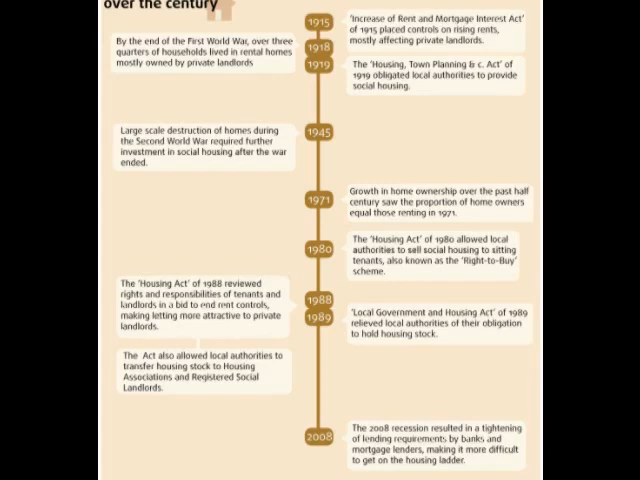 over the century
1915
'Increase of Rent and Mortgage Interest Act'
of 1915 placed controls on rising rents,
mostly affecting private landlords.
By the end of the First World War, over three
quarters of households lived in rental homes
mostly owned by private landlords
1918
1919
The 'Housing, Town Planning & c. Act' of
1919 obligated local authorities to provide
social housing.
Large scale destruction of homes during
the Second World War required further
investment in social housing after the war
ended.
1945
1971
Growth in home ownership over the past half
century saw the proportion of home owners
equal those renting in 1971.
1980
The 'Housing Act' of 1980 allowed local
authorities to sell social housing to sitting
tenants, also known as the 'Right-to-Buy'
scheme.
The 'Housing Act' of 1988 reviewed
rights and responsibilities of tenants and
landlords in a bid to end rent controls,
making letting more attractive to private
landlords.
1988
1989
'Local Government and Housing Act' of 1989
relieved local authorities of their obligation
to hold housing stock.
The Act also allowed local authorities to
transfer housing stock to Housing
Associations and Registered Social
Landlords.
2008
The 2008 recession resulted in a tightening
of lending requirements by banks and
mortgage lenders, making it more difficult
to get on the housing ladder.